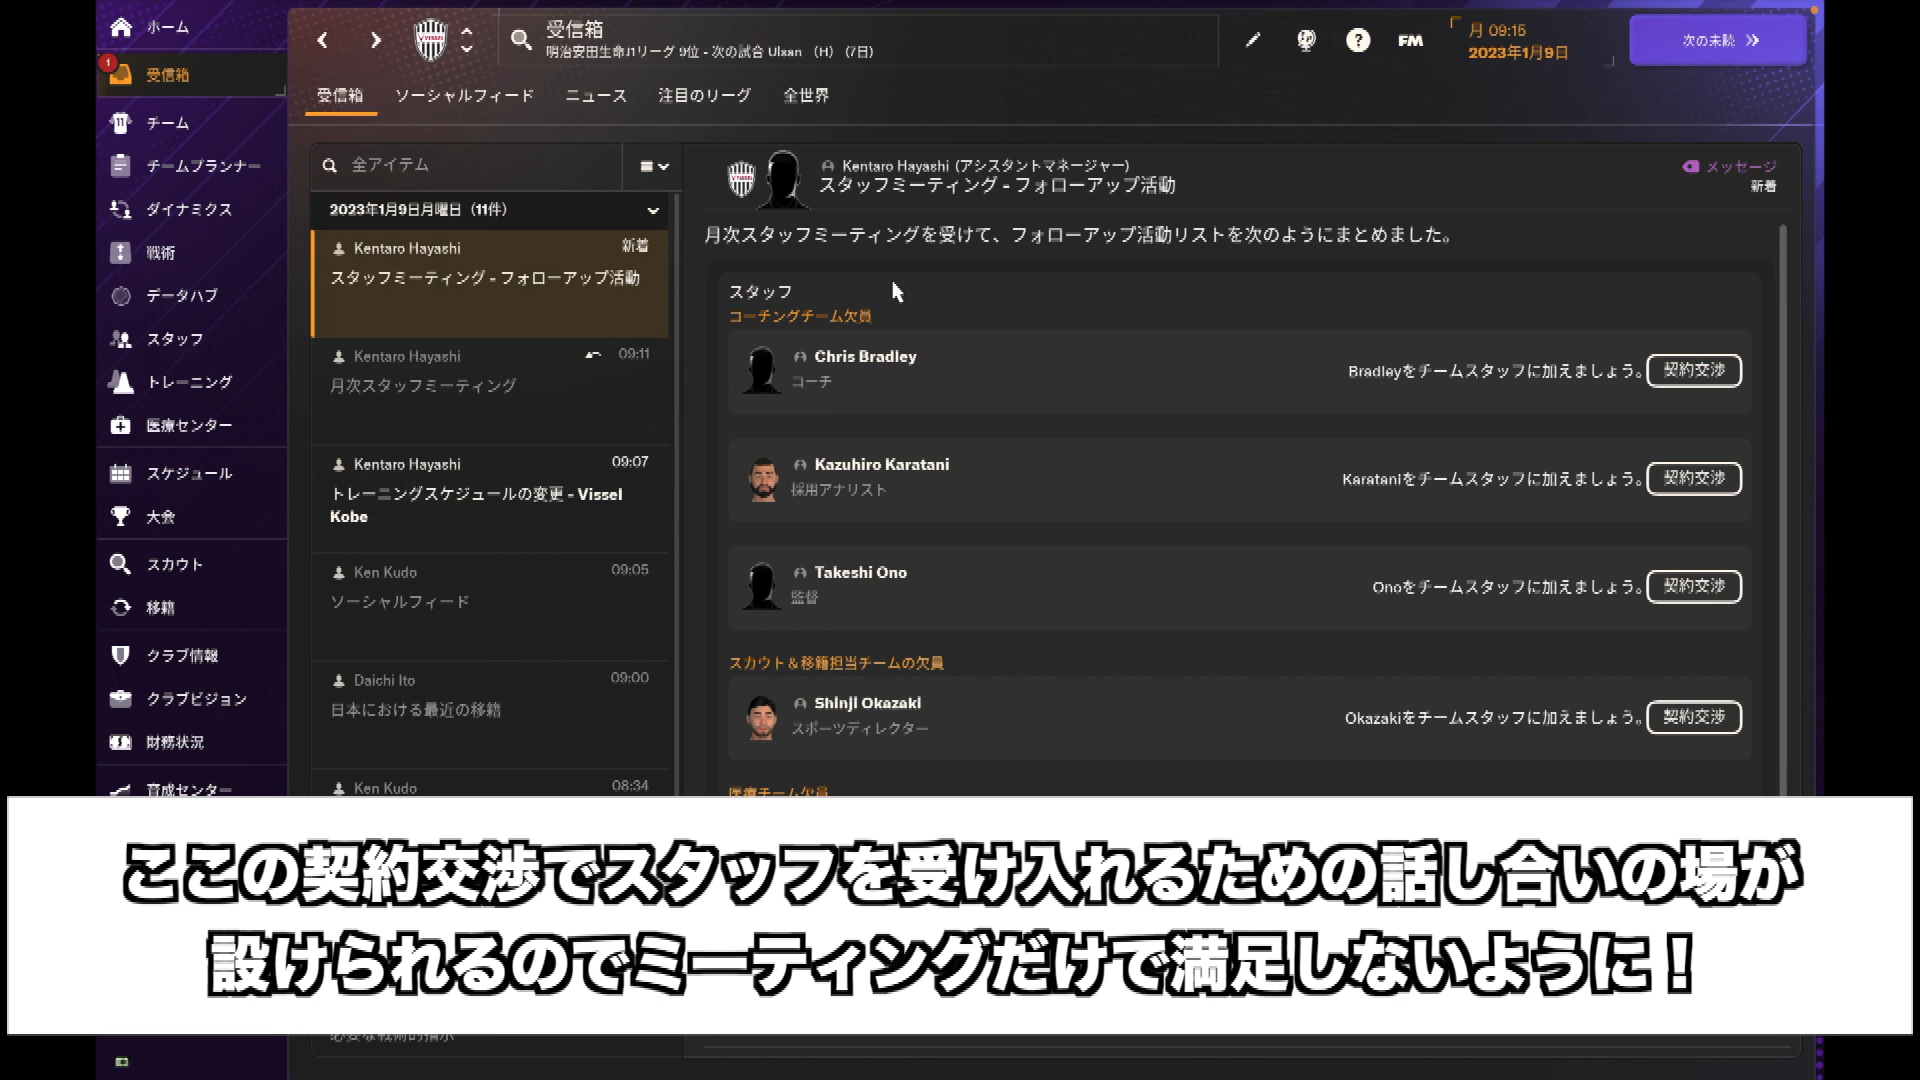 ホーム
1
受信箱
チーム
チームプランナー
ダイナミクス
戦術
データハブ
スタッフ
トレーニング
医療センター
スケジュール
大会
スカウト
移籍
クラブ情報
クラブビジョン
財務状況
育成センター
受信箱
明治安田生命J1リーグ 9位 - 次の試合 Ulsan （H）（7日）
FM
月 09:15
2023年1月9日
次の未読
受信箱 ソーシャルフィード ニュース 注目のリーグ 全世界
全アイテム
2023年1月9日月曜日（11件）
Kentaro Hayashi 新着
スタッフミーティング - フォローアップ活動
Kentaro Hayashi 09:11
月次スタッフミーティング
Kentaro Hayashi 09:07
トレーニングスケジュールの変更 - Vissel
Kobe
Ken Kudo 09:05
ソーシャルフィード
Daichi Ito 09:00
日本における最近の移籍
Ken Kudo 08:34
Kentaro Hayashi (アシスタントマネージャー)
スタッフミーティング - フォローアップ活動
メッセージ
新着
月次スタッフミーティングを受けて、フォローアップ活動リストを次のようにまとめました。
スタッフ
コーチングチーム欠員
Chris Bradley
コーチ
Bradleyをチームスタッフに加えましょう。 契約交渉
Kazuhiro Karatani
採用アナリスト
Karataniをチームスタッフに加えましょう。 契約交渉
Takeshi Ono
監督
Onoをチームスタッフに加えましょう。 契約交渉
スカウト＆移籍担当チームの欠員
Shinji Okazaki
スポーツディレクター
Okazakiをチームスタッフに加えましょう。 契約交渉
医療チーム欠員
ここの契約交渉でスタッフを受け入れるための話し合いの場が
設けられるのでミーティングだけで満足しないように！
必要な戦術的指示